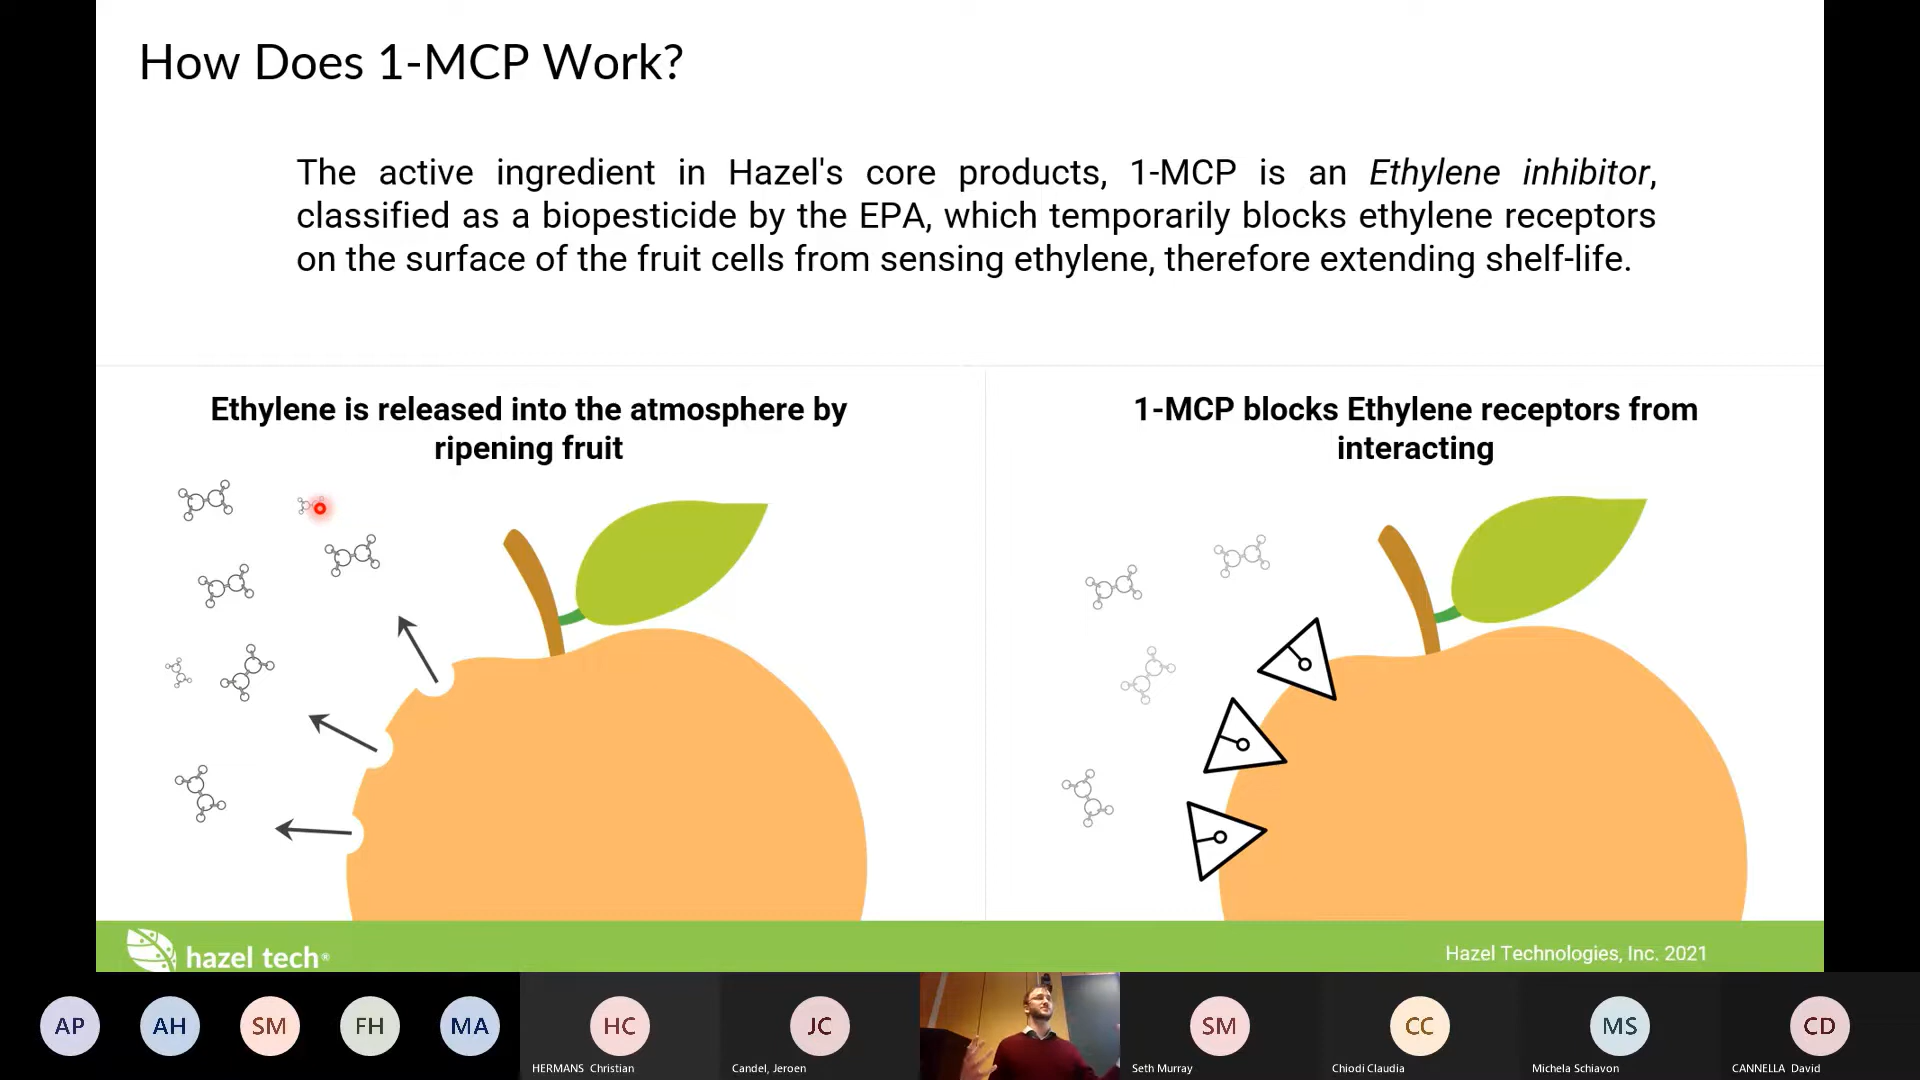 How Does 1-MCP Work?
The active ingredient in Hazel's core products, 1-MCP is an Ethylene inhibitor,
classified as a biopesticide by the EPA, which temporarily blocks ethylene receptors
on the surface of the fruit cells from sensing ethylene, therefore extending shelf-life.
Ethylene is released into the atmosphere by
ripening fruit
1-MCP blocks Ethylene receptors from
interacting
hazel tech®
Hazel Technologies, Inc. 2021
AP
AH
SM
FH
MA
HC
HERMANS Christian
JC
Candel, Jeroen
SM
Seth Murray
CC
Chiodi Claudia
MS
Michela Schiavon
CD
CANNELLA David